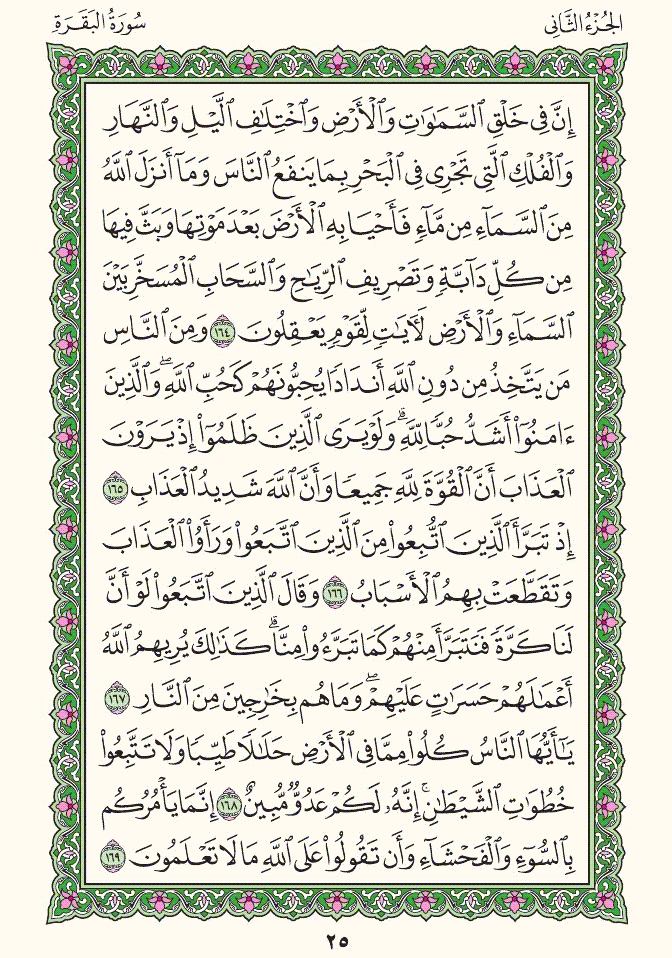 الجُزْءُ الثَّانِي
سُورَةُ البَقَرَةِ
إِنَّ فِي خَلْقِ ٱلسَّمَٰوَٰتِ وَٱلْأَرْضِ وَٱخْتِلَٰفِ ٱلَّيْلِ وَٱلنَّهَارِ
وَٱلْفُلْكِ ٱلَّتِي تَجْرِي فِي ٱلْبَحْرِ بِمَا يَنفَعُ ٱلنَّاسَ وَمَآ أَنزَلَ ٱللَّهُ
مِنَ ٱلسَّمَآءِ مِن مَّآءٍ فَأَحْيَا بِهِ ٱلْأَرْضَ بَعْدَ مَوْتِهَا وَبَثَّ فِيهَا
مِن كُلِّ دَآبَّةٍ وَتَصْرِيفِ ٱلرِّيَٰحِ وَٱلسَّحَابِ ٱلْمُسَخَّرِ بَيْنَ
ٱلسَّمَآءِ وَٱلْأَرْضِ لَأٓيَٰتٍ لِّقَوْمٍ يَعْقِلُونَ ١٦٤ وَمِنَ ٱلنَّاسِ
مَن يَتَّخِذُ مِن دُونِ ٱللَّهِ أَندَادًا يُحِبُّونَهُمْ كَحُبِّ ٱللَّهِۖ وَٱلَّذِينَ
ءَامَنُوٓا۟ أَشَدُّ حُبًّا لِّلَّهِۗ وَلَوْ يَرَى ٱلَّذِينَ ظَلَمُوٓا۟ إِذْ يَرَوْنَ
ٱلْعَذَابَ أَنَّ ٱلْقُوَّةَ لِلَّهِ جَمِيعًا وَأَنَّ ٱللَّهَ شَدِيدُ ٱلْعَذَابِ ١٦٥
إِذْ تَبَرَّأَ ٱلَّذِينَ ٱتُّبِعُوا۟ مِنَ ٱلَّذِينَ ٱتَّبَعُوا۟ وَرَأَوُا۟ ٱلْعَذَابَ
وَتَقَطَّعَتْ بِهِمُ ٱلْأَسْبَابُ ١٦٦ وَقَالَ ٱلَّذِينَ ٱتَّبَعُوا۟ لَوْ أَنَّ
لَنَا كَرَّةً فَنَتَبَرَّأَ مِنْهُمْ كَمَا تَبَرَّءُوا۟ مِنَّاۗ كَذَٰلِكَ يُرِيهِمُ ٱللَّهُ
أَعْمَٰلَهُمْ حَسَرَٰتٍ عَلَيْهِمْۖ وَمَا هُم بِخَٰرِجِينَ مِنَ ٱلنَّارِ ١٦٧
يَٰٓأَيُّهَا ٱلنَّاسُ كُلُوا۟ مِمَّا فِي ٱلْأَرْضِ حَلَٰلًا طَيِّبًا وَلَا تَتَّبِعُوا۟
خُطُوَٰتِ ٱلشَّيْطَٰنِۚ إِنَّهُۥ لَكُمْ عَدُوٌّ مُّبِينٌ ١٦٨ إِنَّمَا يَأْمُرُكُم
بِٱلسُّوٓءِ وَٱلْفَحْشَآءِ وَأَن تَقُولُوا۟ عَلَى ٱللَّهِ مَا لَا تَعْلَمُونَ ١٦٩
٢٥